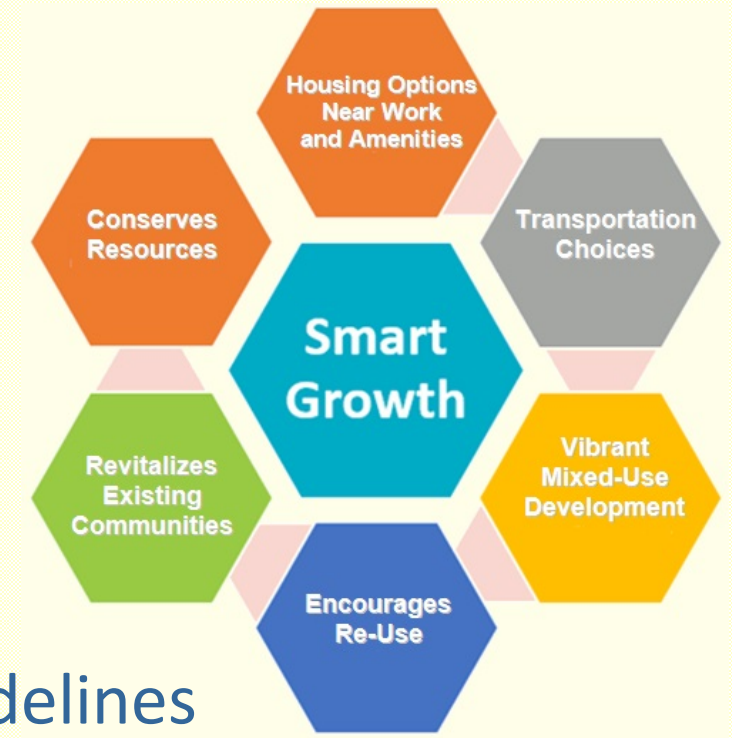 Housing Options
Near Work
and Amenities
Transportation
Choices
Vibrant
Mixed-Use
Development
Encourages
Re-Use
Revitalizes
Existing
Communities
Conserves
Resources
Smart
Growth
delines